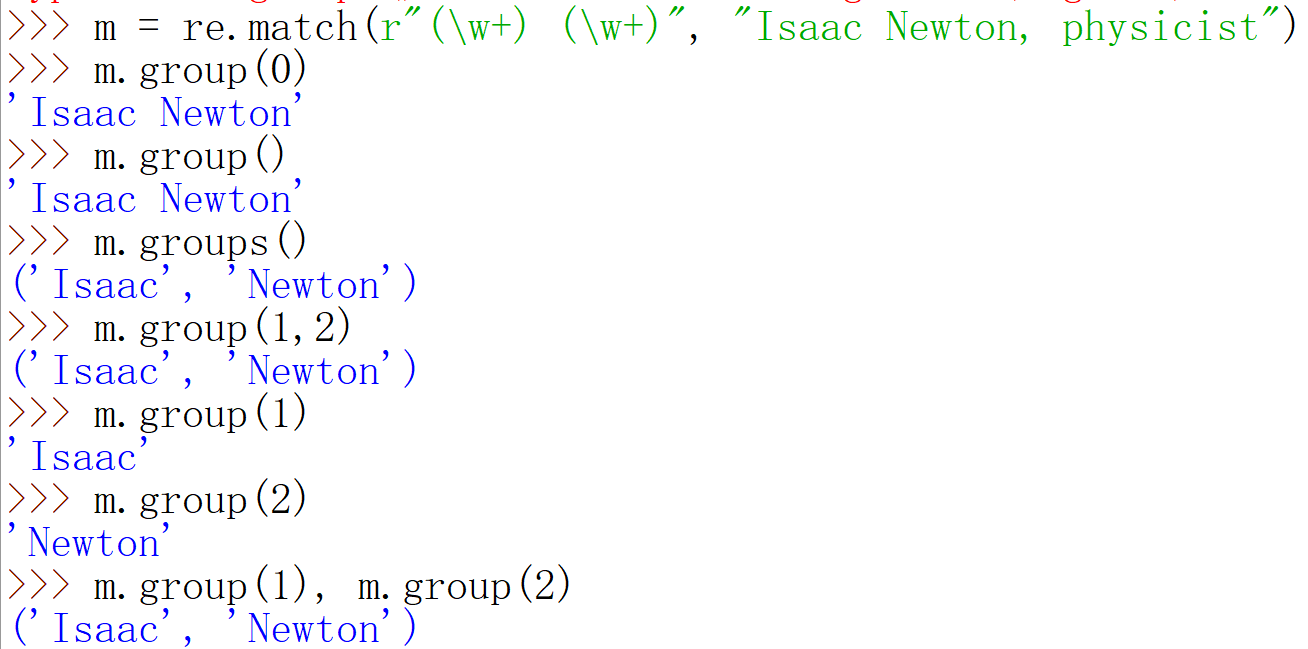 >>> m = re.match(r"(\w+) (\w+)", "Isaac Newton, physicist")
>>> m.group(0)
'Isaac Newton'
>>> m.group()
'Isaac Newton'
>>> m.groups()
('Isaac', 'Newton')
>>> m.group(1,2)
('Isaac', 'Newton')
>>> m.group(1)
'Isaac'
>>> m.group(2)
'Newton'
>>> m.group(1), m.group(2)
('Isaac', 'Newton')